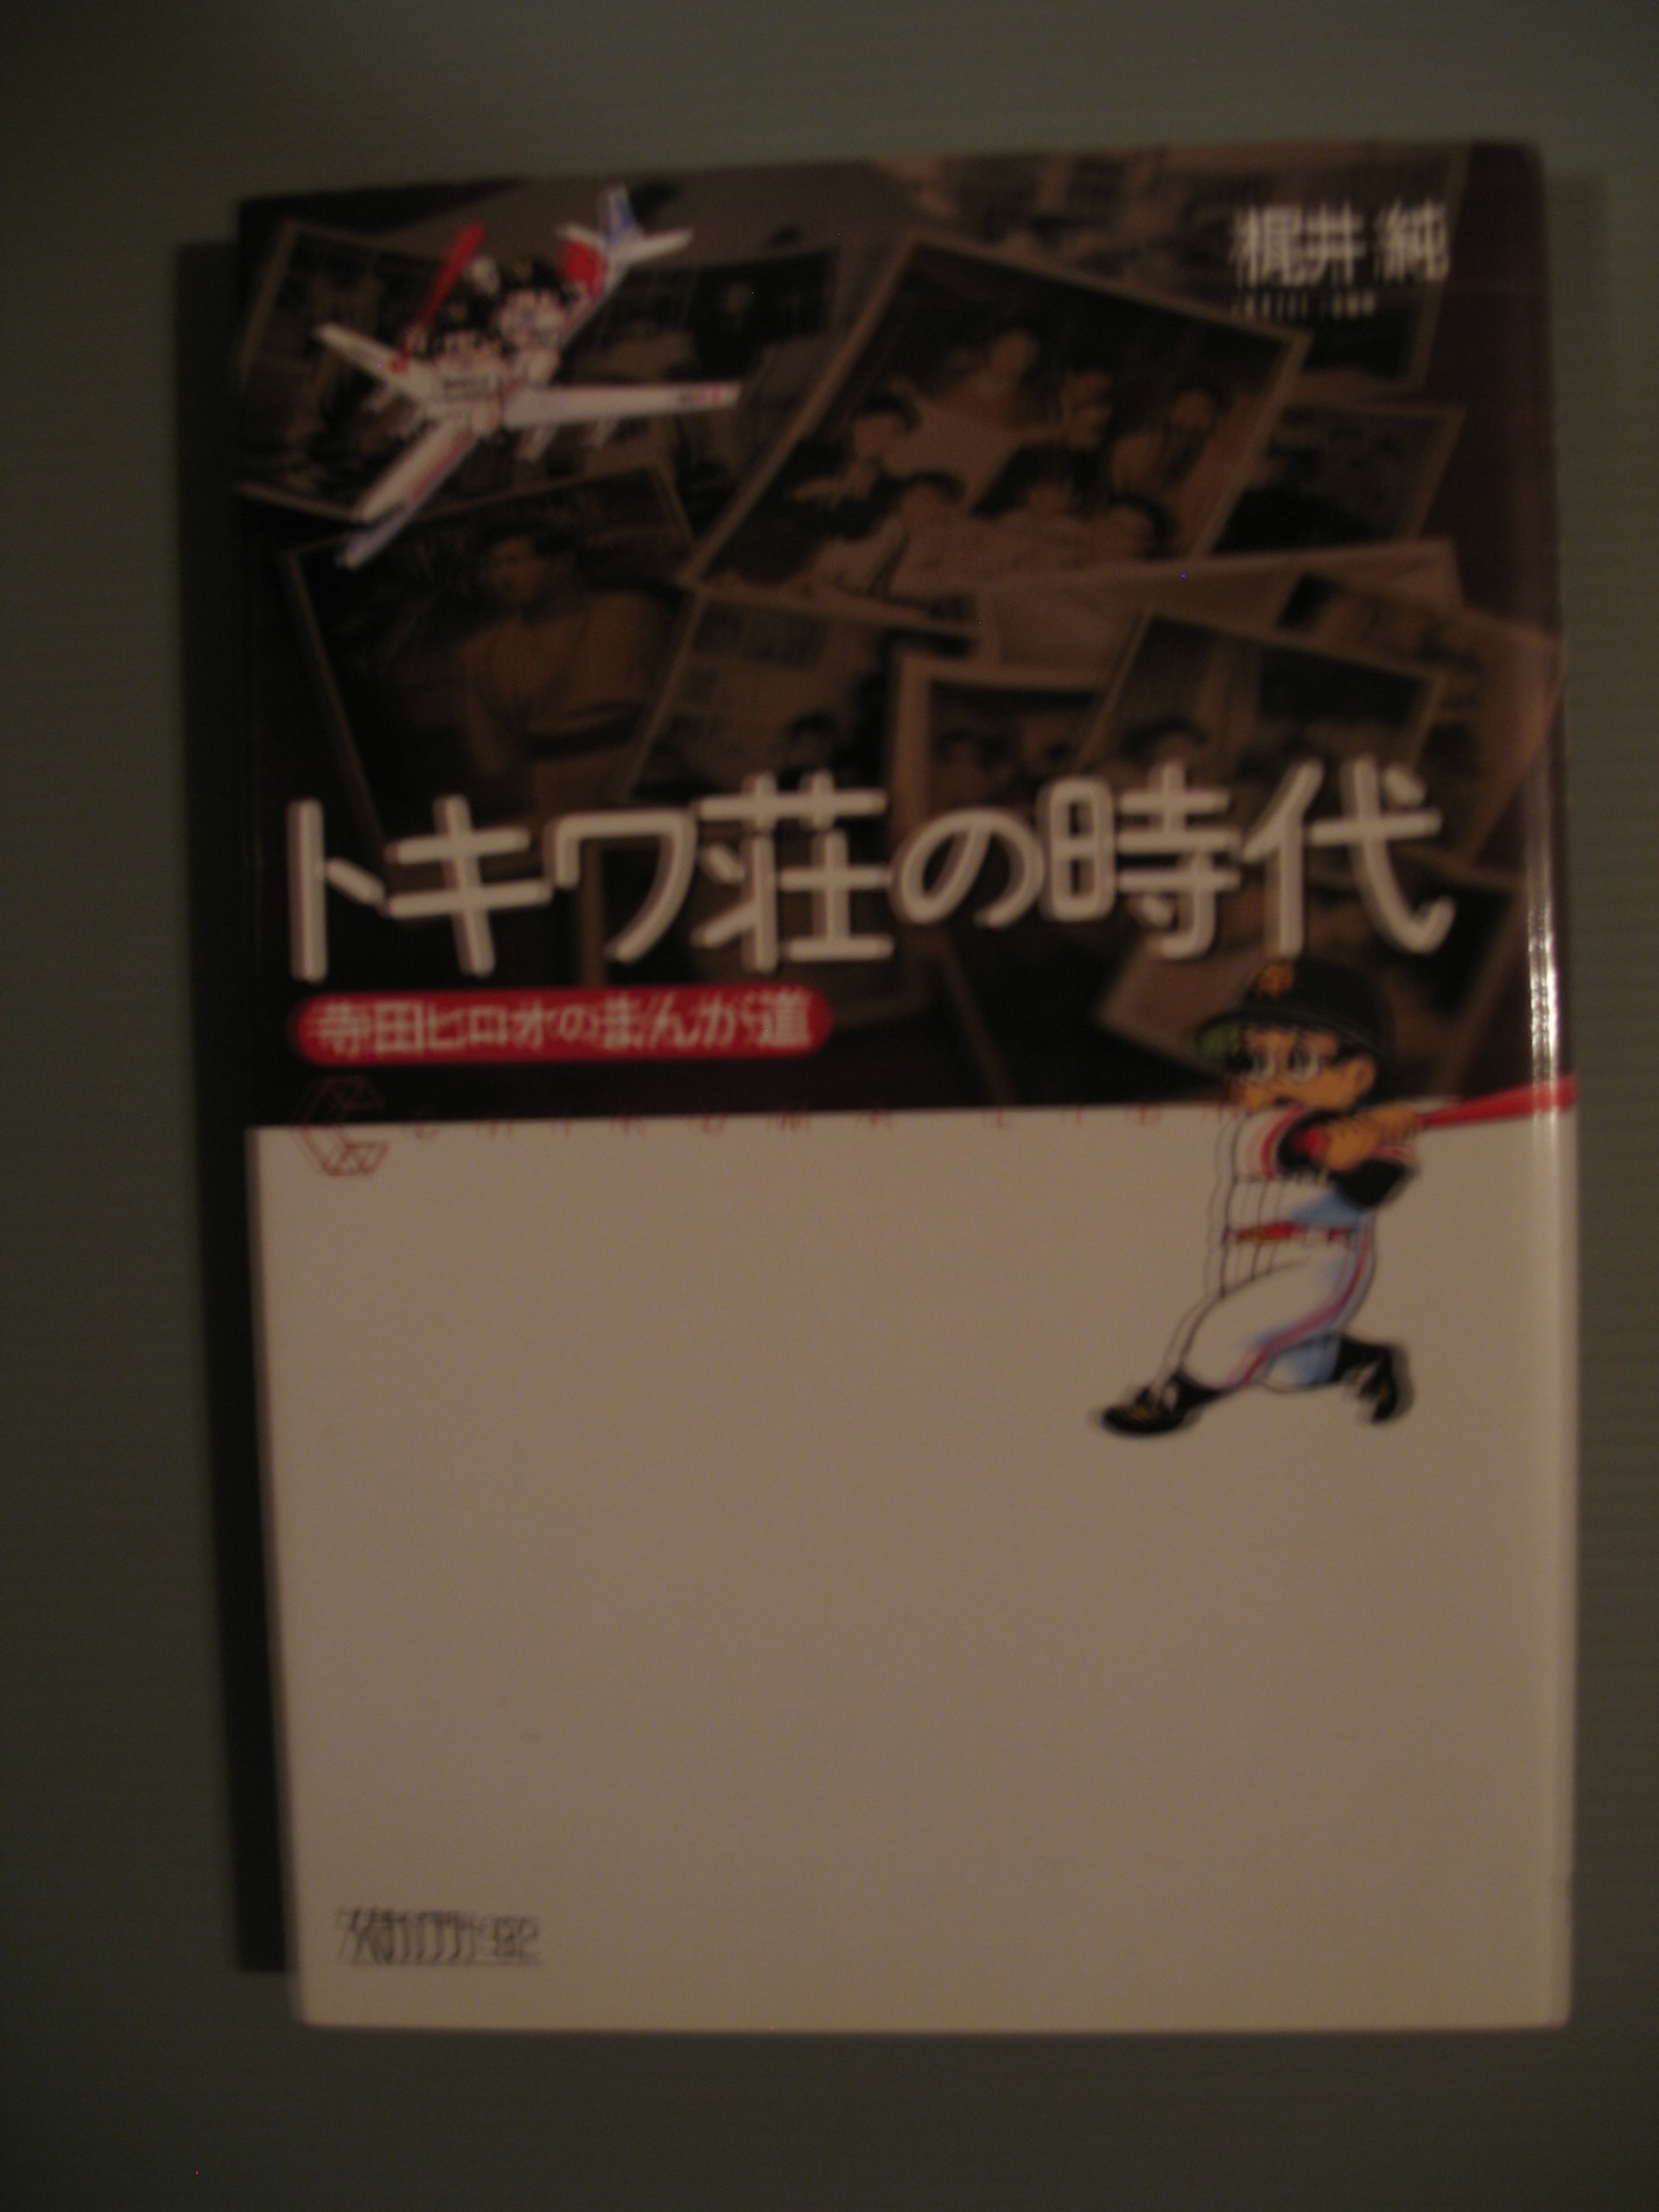 梶井 純
トキワ荘の時代
寺田ヒロオのまんが道